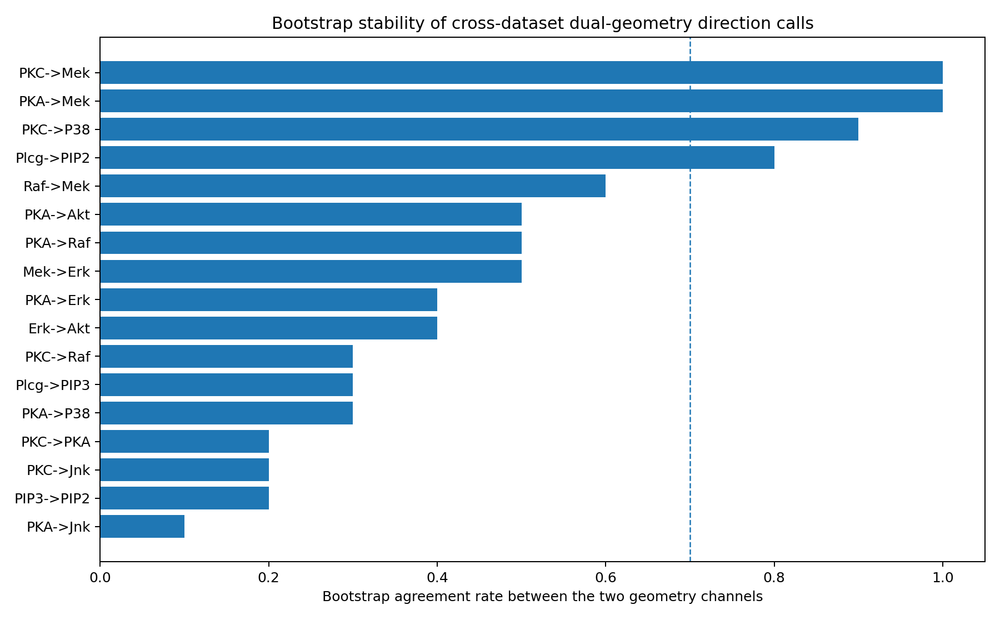 Bootstrap stability of cross-dataset dual-geometry direction calls
PKC->Mek
PKA->Mek
PKC->P38
Plcg->PIP2
Raf->Mek
PKA->Akt
PKA->Raf
Mek->Erk
PKA->Erk
Erk->Akt
PKC->Raf
Plcg->PIP3
PKA->P38
PKC->PKA
PKC->Jnk
PIP3->PIP2
PKA->Jnk
0.0 0.2 0.4 0.6 0.8 1.0
Bootstrap agreement rate between the two geometry channels